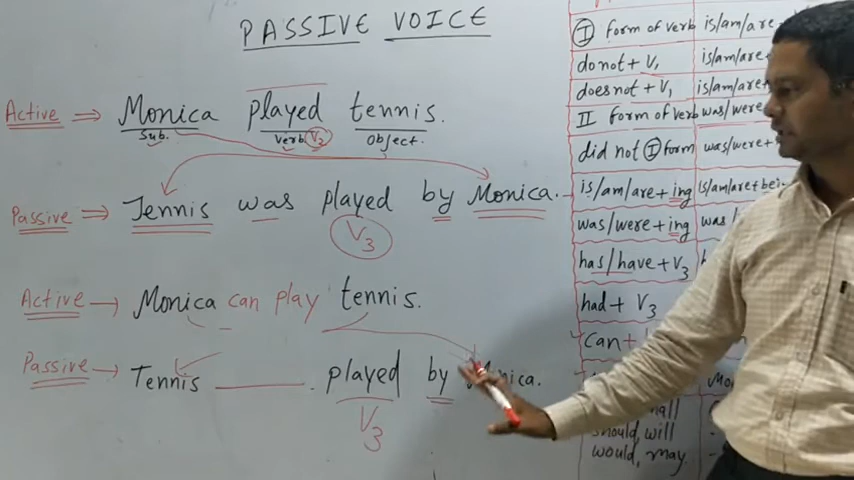 PASSIVE VOICE
Active ⇒ Monica played tennis.
Sub. Verb V2 Object.
Passive ⇒ Tennis was played by Monica.
V3
Active → Monica can play tennis.
Passive → Tennis ______. played by Monica.
V3
I form of verb is/am/are
do not + V1 is/am/are
does not + V1 is/am/are +
II form of verb was/were
did not I form was/were +
is/am/are + ing is/am/are + being
was/were + ing was
has/have + V3
had + V3
can +
should, will
would, may